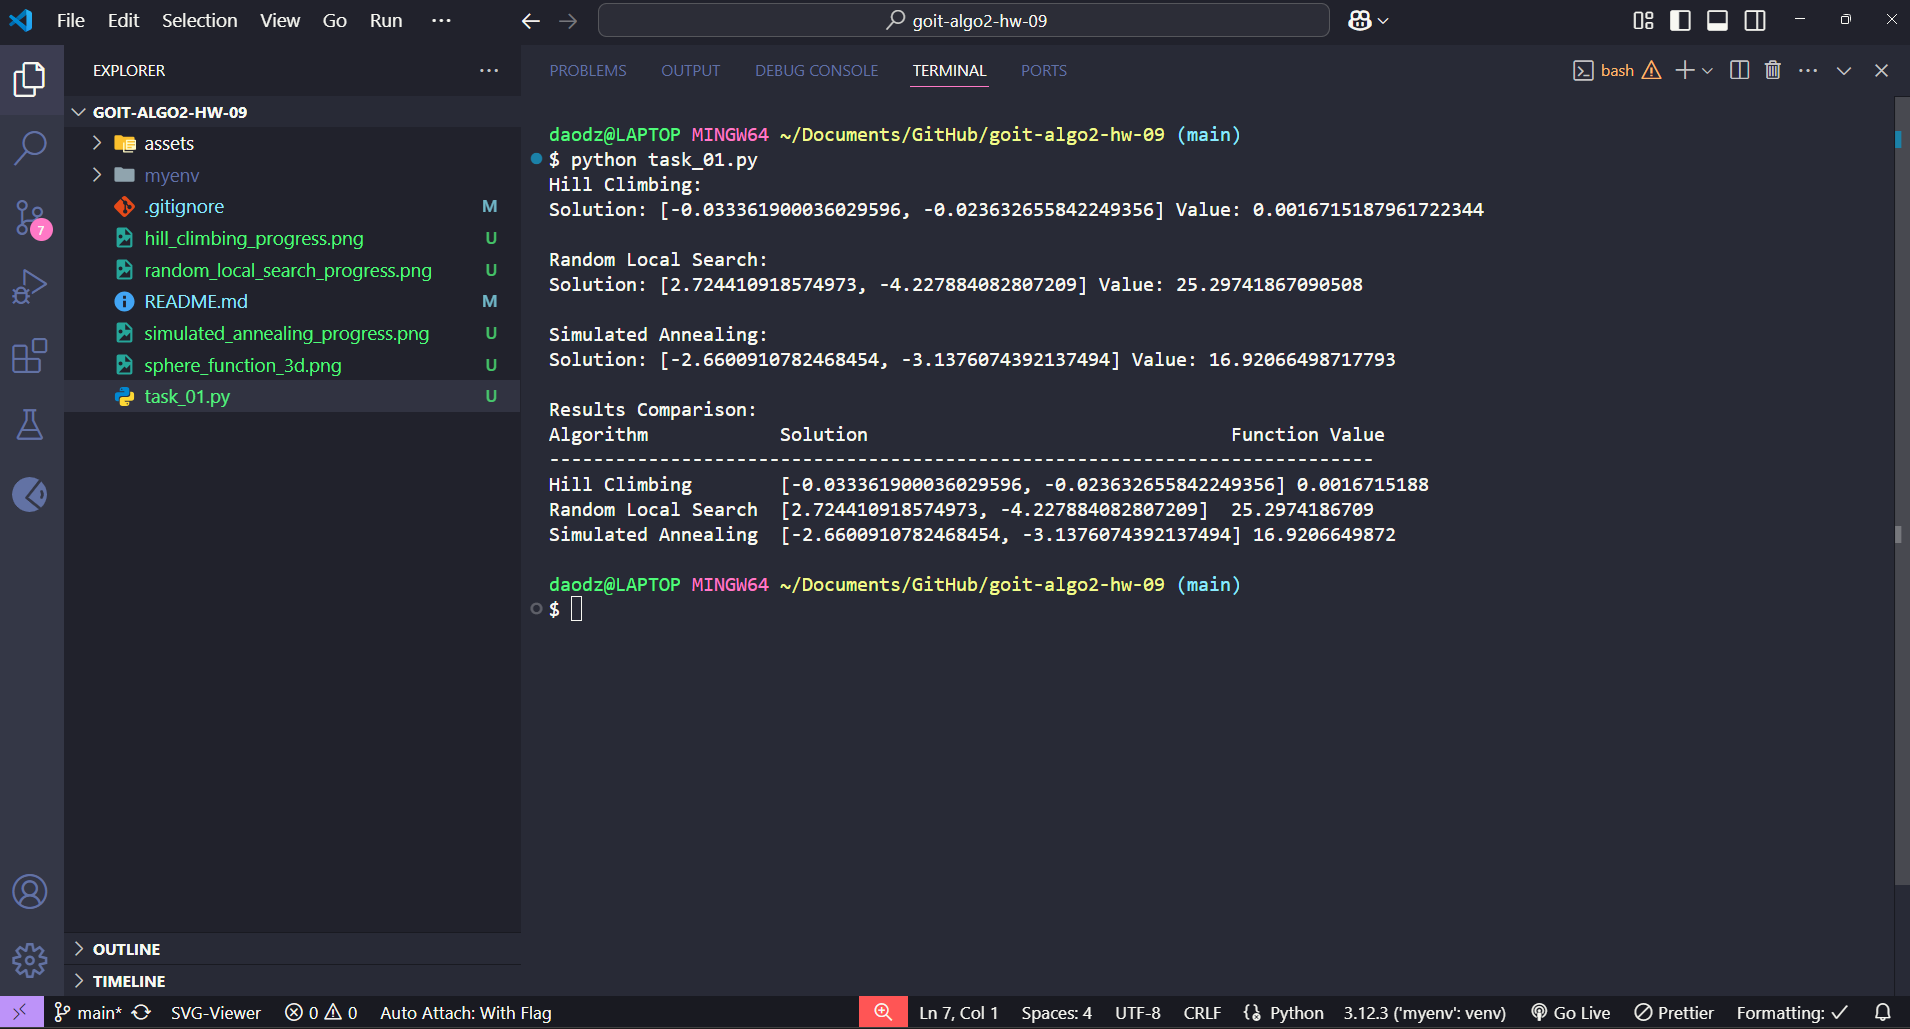 File Edit Selection View Go Run ··· goit-algo2-hw-09
EXPLORER ···
GOIT-ALGO2-HW-09
assets
myenv
.gitignore M
hill_climbing_progress.png U
random_local_search_progress.png U
README.md M
simulated_annealing_progress.png U
sphere_function_3d.png U
task_01.py U
7
OUTLINE
TIMELINE
PROBLEMS OUTPUT DEBUG CONSOLE TERMINAL PORTS bash
daodz@LAPTOP MINGW64 ~/Documents/GitHub/goit-algo2-hw-09 (main)
$ python task_01.py
Hill Climbing:
Solution: [-0.033361900036029596, -0.023632655842249356] Value: 0.0016715187961722344
Random Local Search:
Solution: [2.724410918574973, -4.227884082807209] Value: 25.29741867090508
Simulated Annealing:
Solution: [-2.6600910782468454, -3.1376074392137494] Value: 16.92066498717793
Results Comparison:
Algorithm Solution Function Value
---------------------------------------------------------------------------
Hill Climbing [-0.033361900036029596, -0.023632655842249356] 0.0016715188
Random Local Search [2.724410918574973, -4.227884082807209] 25.2974186709
Simulated Annealing [-2.6600910782468454, -3.1376074392137494] 16.9206649872
daodz@LAPTOP MINGW64 ~/Documents/GitHub/goit-algo2-hw-09 (main)
$
main* SVG-Viewer 0 0 Auto Attach: With Flag Ln 7, Col 1 Spaces: 4 UTF-8 CRLF Python 3.12.3 ('myenv': venv) Go Live Prettier Formatting: ✓